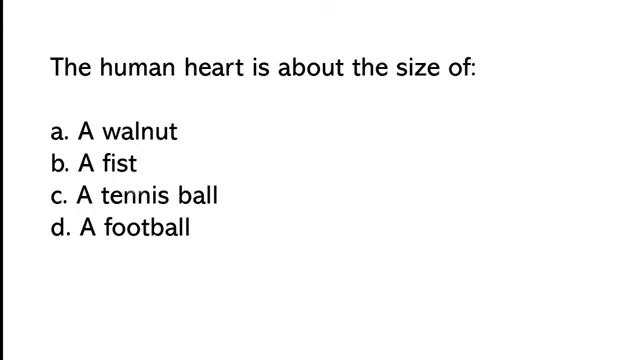 The human heart is about the size of:
a. A walnut
b. A fist
c. A tennis ball
d. A football